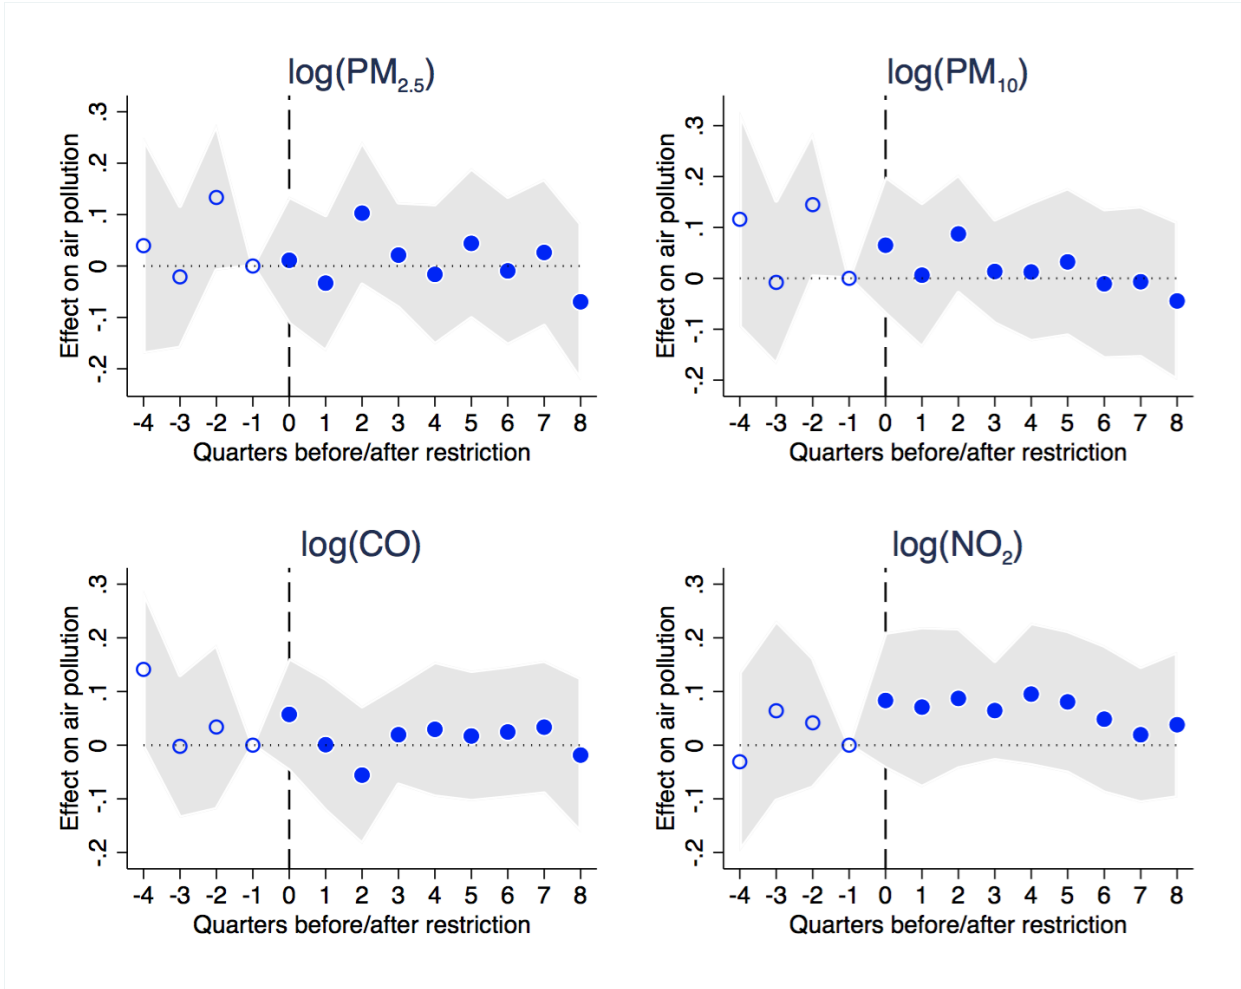 log(PM2.5)
Effect on air pollution
.3
.2
.1
0
-.1
-.2
-4 -3 -2 -1 0 1 2 3 4 5 6 7 8
Quarters before/after restriction
log(PM10)
Effect on air pollution
.3
.2
.1
0
-.1
-.2
-4 -3 -2 -1 0 1 2 3 4 5 6 7 8
Quarters before/after restriction
log(CO)
Effect on air pollution
.3
.2
.1
0
-.1
-.2
-4 -3 -2 -1 0 1 2 3 4 5 6 7 8
Quarters before/after restriction
log(NO2)
Effect on air pollution
.3
.2
.1
0
-.1
-.2
-4 -3 -2 -1 0 1 2 3 4 5 6 7 8
Quarters before/after restriction